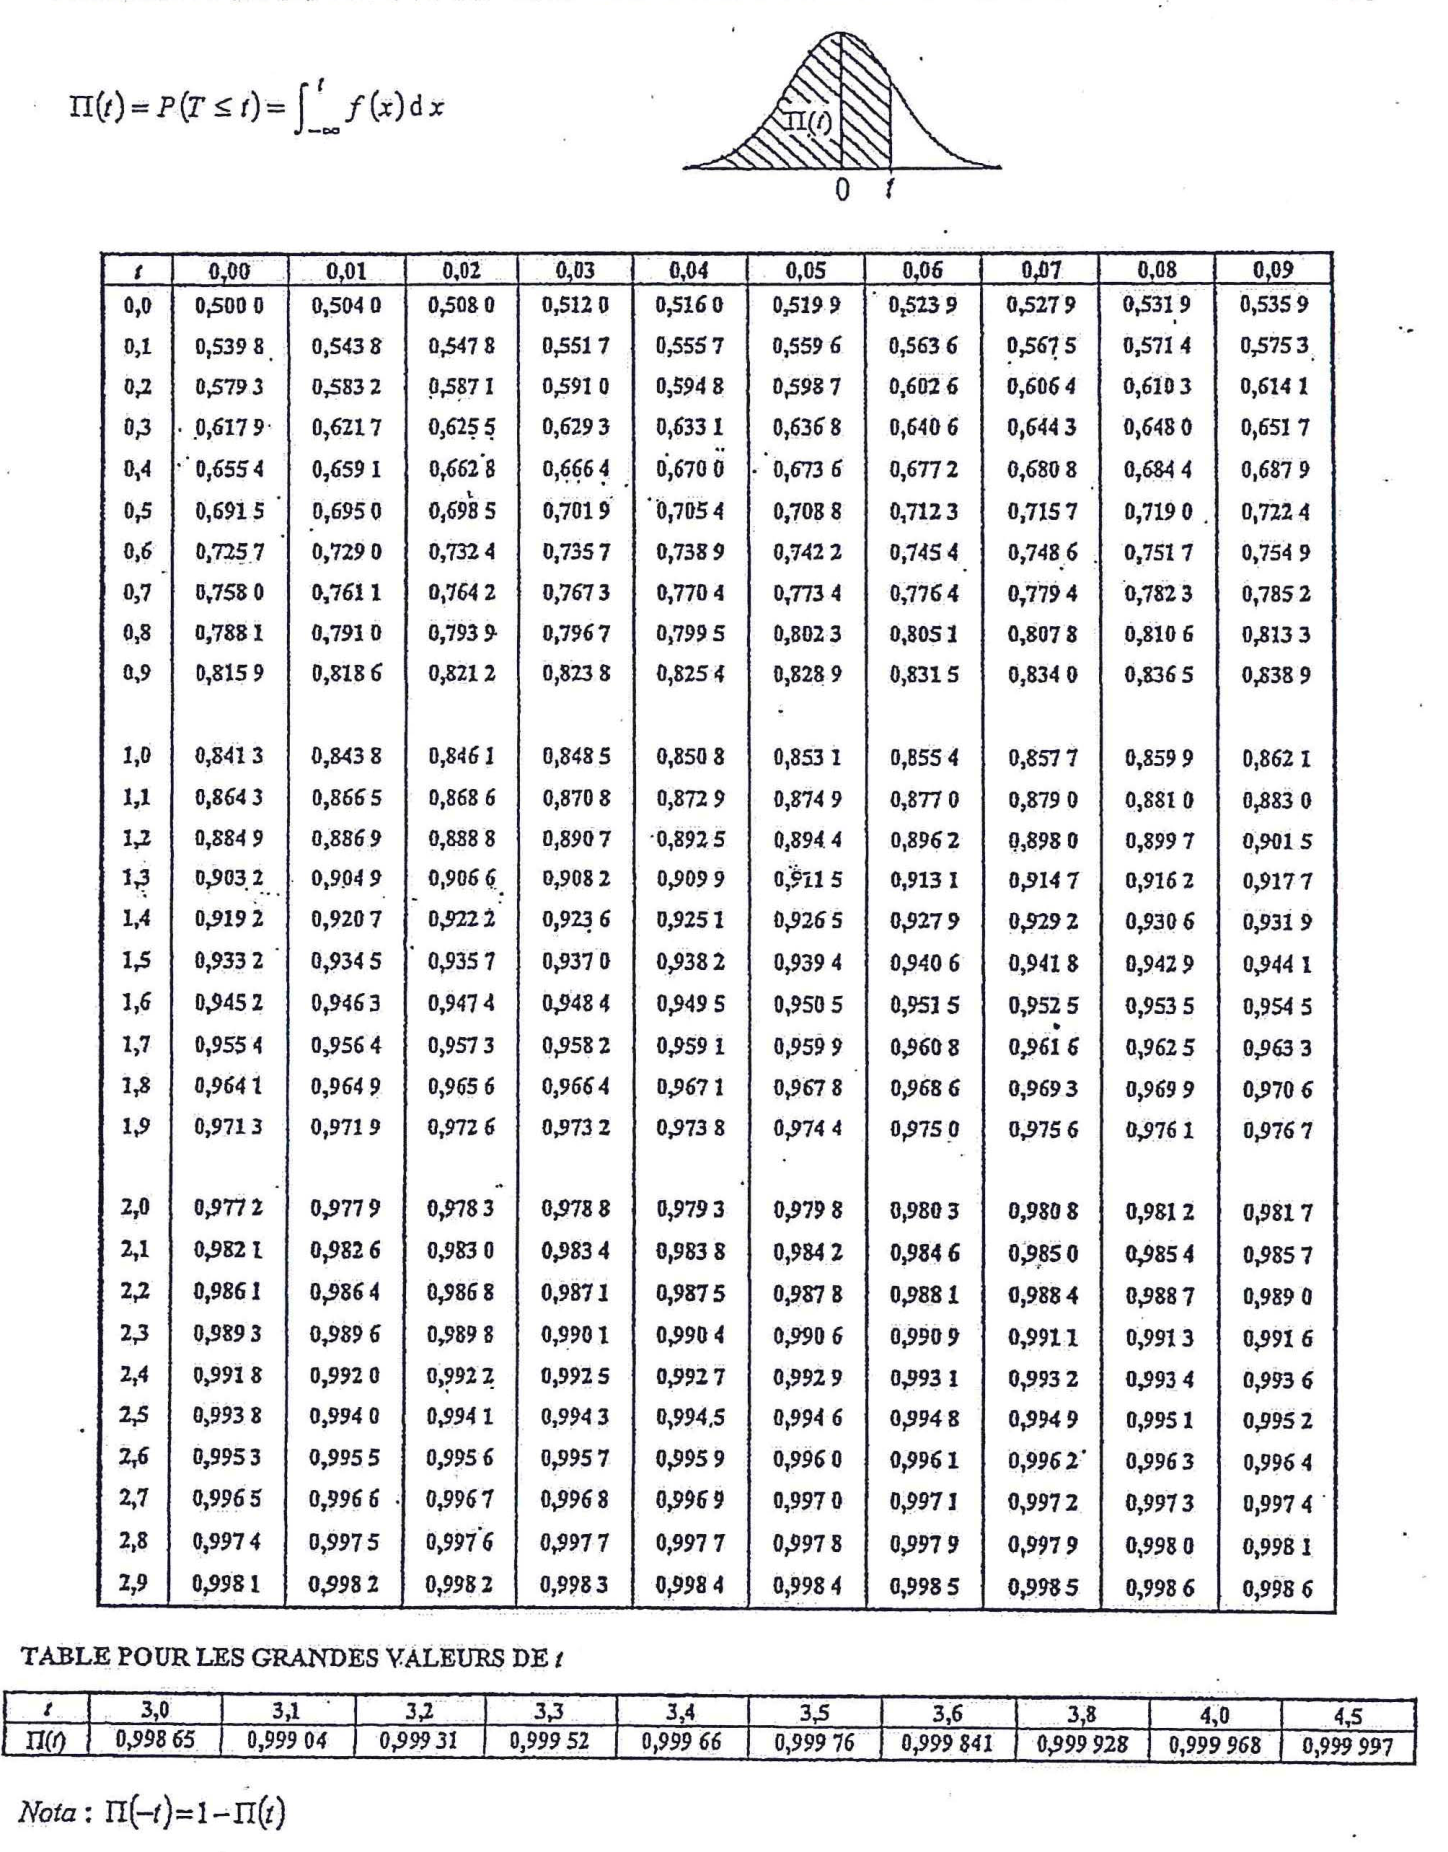 Π(t) = P(T ≤ t) = ∫_{-∞}^{t} f(x) d x
Π(t)
0 t
t 0,00 0,01 0,02 0,03 0,04 0,05 0,06 0,07 0,08 0,09
0,0 0,500 0 0,504 0 0,508 0 0,512 0 0,516 0 0,519 9 0,523 9 0,527 9 0,531 9 0,535 9
0,1 0,539 8 0,543 8 0,547 8 0,551 7 0,555 7 0,559 6 0,563 6 0,567 5 0,571 4 0,575 3
0,2 0,579 3 0,583 2 0,587 1 0,591 0 0,594 8 0,598 7 0,602 6 0,606 4 0,610 3 0,614 1
0,3 0,617 9 0,621 7 0,625 5 0,629 3 0,633 1 0,636 8 0,640 6 0,644 3 0,648 0 0,651 7
0,4 0,655 4 0,659 1 0,662 8 0,666 4 0,670 0 0,673 6 0,677 2 0,680 8 0,684 4 0,687 9
0,5 0,691 5 0,695 0 0,698 5 0,701 9 0,705 4 0,708 8 0,712 3 0,715 7 0,719 0 0,722 4
0,6 0,725 7 0,729 0 0,732 4 0,735 7 0,738 9 0,742 2 0,745 4 0,748 6 0,751 7 0,754 9
0,7 0,758 0 0,761 1 0,764 2 0,767 3 0,770 4 0,773 4 0,776 4 0,779 4 0,782 3 0,785 2
0,8 0,788 1 0,791 0 0,793 9 0,796 7 0,799 5 0,802 3 0,805 1 0,807 8 0,810 6 0,813 3
0,9 0,815 9 0,818 6 0,821 2 0,823 8 0,825 4 0,828 9 0,831 5 0,834 0 0,836 5 0,838 9
1,0 0,841 3 0,843 8 0,846 1 0,848 5 0,850 8 0,853 1 0,855 4 0,857 7 0,859 9 0,862 1
1,1 0,864 3 0,866 5 0,868 6 0,870 8 0,872 9 0,874 9 0,877 0 0,879 0 0,881 0 0,883 0
1,2 0,884 9 0,886 9 0,888 8 0,890 7 0,892 5 0,894 4 0,896 2 0,898 0 0,899 7 0,901 5
1,3 0,903 2 0,904 9 0,906 6 0,908 2 0,909 9 0,911 5 0,913 1 0,914 7 0,916 2 0,917 7
1,4 0,919 2 0,920 7 0,922 2 0,923 6 0,925 1 0,926 5 0,927 9 0,929 2 0,930 6 0,931 9
1,5 0,933 2 0,934 5 0,935 7 0,937 0 0,938 2 0,939 4 0,940 6 0,941 8 0,942 9 0,944 1
1,6 0,945 2 0,946 3 0,947 4 0,948 4 0,949 5 0,950 5 0,951 5 0,952 5 0,953 5 0,954 5
1,7 0,955 4 0,956 4 0,957 3 0,958 2 0,959 1 0,959 9 0,960 8 0,961 6 0,962 5 0,963 3
1,8 0,964 1 0,964 9 0,965 6 0,966 4 0,967 1 0,967 8 0,968 6 0,969 3 0,969 9 0,970 6
1,9 0,971 3 0,971 9 0,972 6 0,973 2 0,973 8 0,974 4 0,975 0 0,975 6 0,976 1 0,976 7
2,0 0,977 2 0,977 9 0,978 3 0,978 8 0,979 3 0,979 8 0,980 3 0,980 8 0,981 2 0,981 7
2,1 0,982 1 0,982 6 0,983 0 0,983 4 0,983 8 0,984 2 0,984 6 0,985 0 0,985 4 0,985 7
2,2 0,986 1 0,986 4 0,986 8 0,987 1 0,987 5 0,987 8 0,988 1 0,988 4 0,988 7 0,989 0
2,3 0,989 3 0,989 6 0,989 8 0,990 1 0,990 4 0,990 6 0,990 9 0,991 1 0,991 3 0,991 6
2,4 0,991 8 0,992 0 0,992 2 0,992 5 0,992 7 0,992 9 0,993 1 0,993 2 0,993 4 0,993 6
2,5 0,993 8 0,994 0 0,994 1 0,994 3 0,994 5 0,994 6 0,994 8 0,994 9 0,995 1 0,995 2
2,6 0,995 3 0,995 5 0,995 6 0,995 7 0,995 9 0,996 0 0,996 1 0,996 2 0,996 3 0,996 4
2,7 0,996 5 0,996 6 0,996 7 0,996 8 0,996 9 0,997 0 0,997 1 0,997 2 0,997 3 0,997 4
2,8 0,997 4 0,997 5 0,997 6 0,997 7 0,997 7 0,997 8 0,997 9 0,997 9 0,998 0 0,998 1
2,9 0,998 1 0,998 2 0,998 2 0,998 3 0,998 4 0,998 4 0,998 5 0,998 5 0,998 6 0,998 6
TABLE POUR LES GRANDES VALEURS DE t
t 3,0 3,1 3,2 3,3 3,4 3,5 3,6 3,8 4,0 4,5
Π(t) 0,998 65 0,999 04 0,999 31 0,999 52 0,999 66 0,999 76 0,999 841 0,999 928 0,999 968 0,999 997
Nota : Π(−t)=1−Π(t)